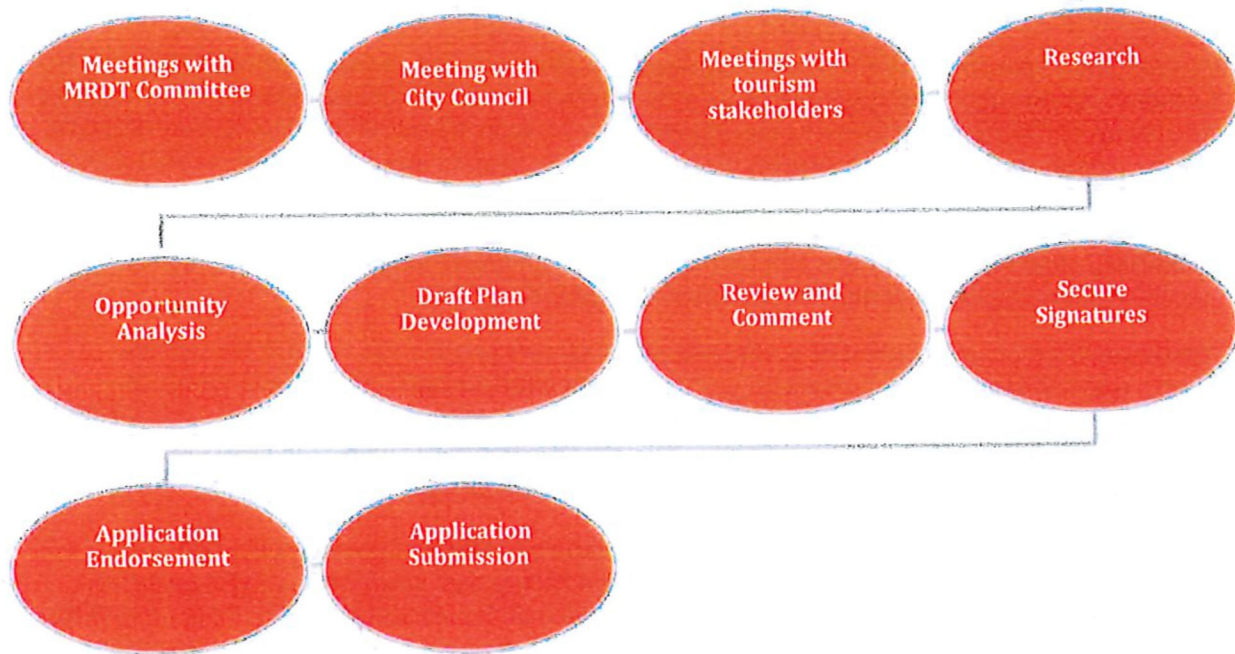 Meetings with
MRDT Committee
Meeting with
City Council
Meetings with
tourism
stakeholders
Research
Opportunity
Analysis
Draft Plan
Development
Review and
Comment
Secure
Signatures
Application
Endorsement
Application
Submission